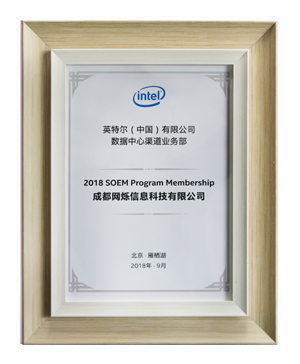 intel
英特尔（中国）有限公司
数据中心渠道业务部
2018 SOEM Program Membership
成都网烁信息科技有限公司
北京·雁栖湖
2018年·9月